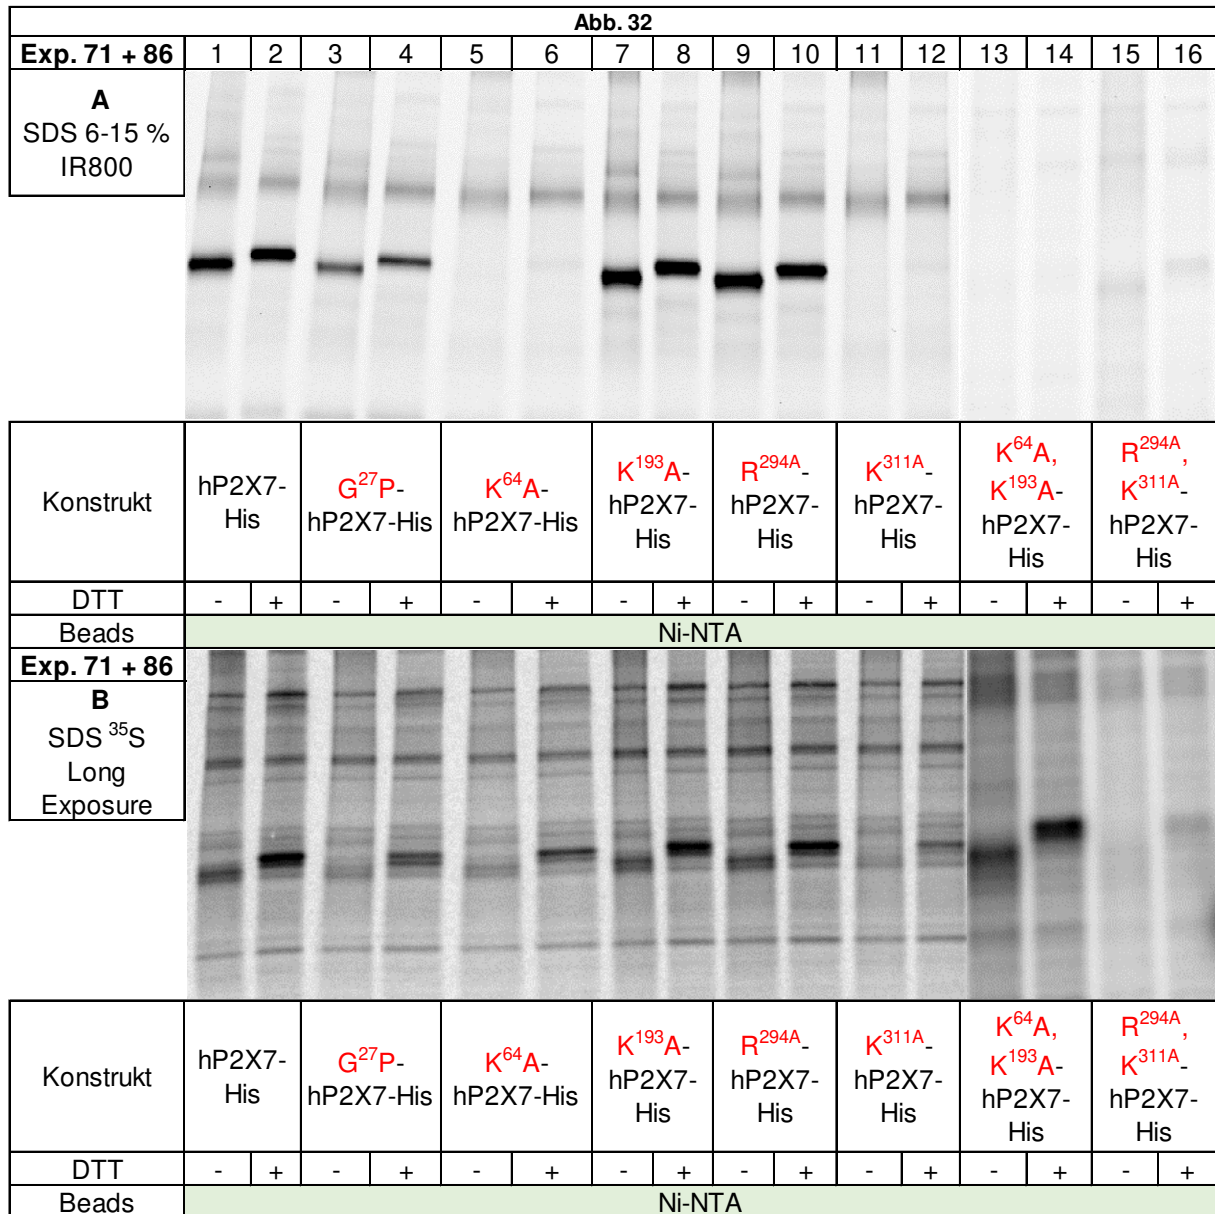 Abb. 32
Exp. 71 + 86 1 2 3 4 5 6 7 8 9 10 11 12 13 14 15 16
A
SDS 6-15 %
IR800
Konstrukt
hP2X7-
His
G²⁷P-
hP2X7-His
K⁶⁴A-
hP2X7-His
K¹⁹³A-
hP2X7-
His
R²⁹⁴ᴬ-
hP2X7-
His
K³¹¹ᴬ-
hP2X7-
His
K⁶⁴A,
K¹⁹³A-
hP2X7-
His
R²⁹⁴ᴬ,
K³¹¹ᴬ-
hP2X7-
His
DTT - + - + - + - + - + - + - + - +
Beads Ni-NTA
Exp. 71 + 86
B
SDS ³⁵S
Long
Exposure
Konstrukt
hP2X7-
His
G²⁷P-
hP2X7-His
K⁶⁴A-
hP2X7-His
K¹⁹³A-
hP2X7-
His
R²⁹⁴ᴬ-
hP2X7-
His
K³¹¹ᴬ-
hP2X7-
His
K⁶⁴A,
K¹⁹³A-
hP2X7-
His
R²⁹⁴ᴬ,
K³¹¹ᴬ-
hP2X7-
His
DTT - + - + - + - + - + - + - + - +
Beads Ni-NTA